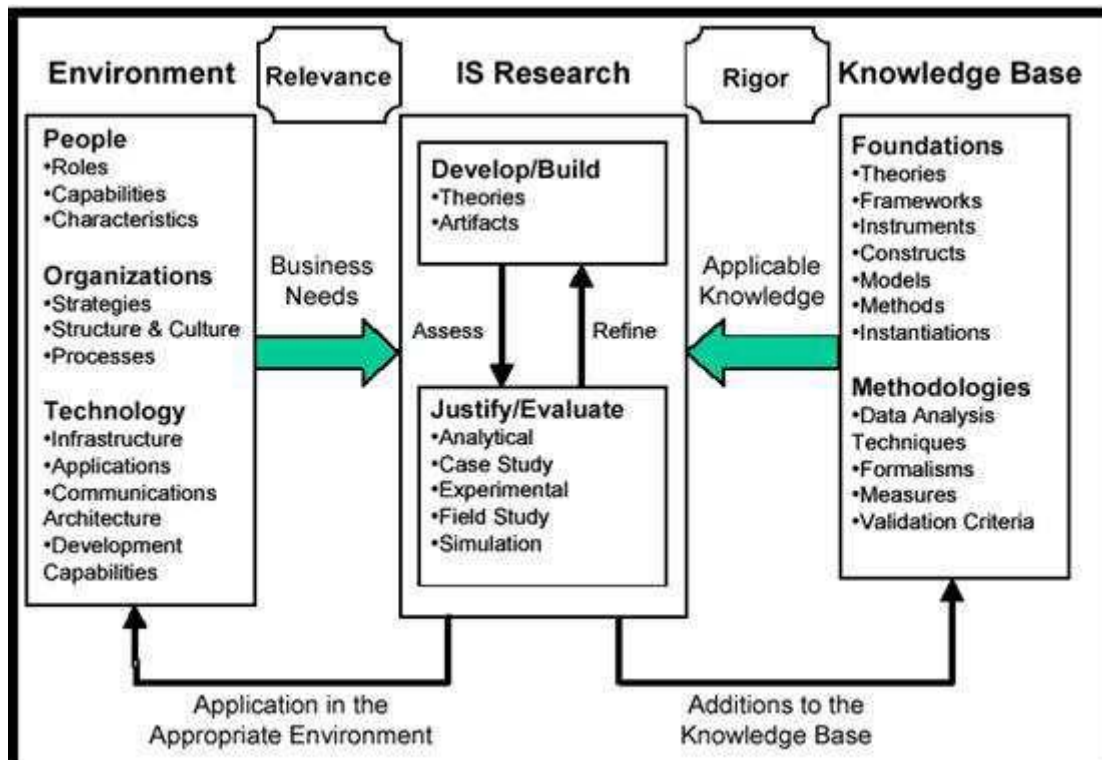 Environment
Relevance
IS Research
Rigor
Knowledge Base
People
•Roles
•Capabilities
•Characteristics
Organizations
•Strategies
•Structure & Culture
•Processes
Technology
•Infrastructure
•Applications
•Communications
Architecture
•Development
Capabilities
Business
Needs
Develop/Build
•Theories
•Artifacts
Assess
Refine
Justify/Evaluate
•Analytical
•Case Study
•Experimental
•Field Study
•Simulation
Applicable
Knowledge
Foundations
•Theories
•Frameworks
•Instruments
•Constructs
•Models
•Methods
•Instantiations
Methodologies
•Data Analysis
Techniques
•Formalisms
•Measures
•Validation Criteria
Application in the
Appropriate Environment
Additions to the
Knowledge Base